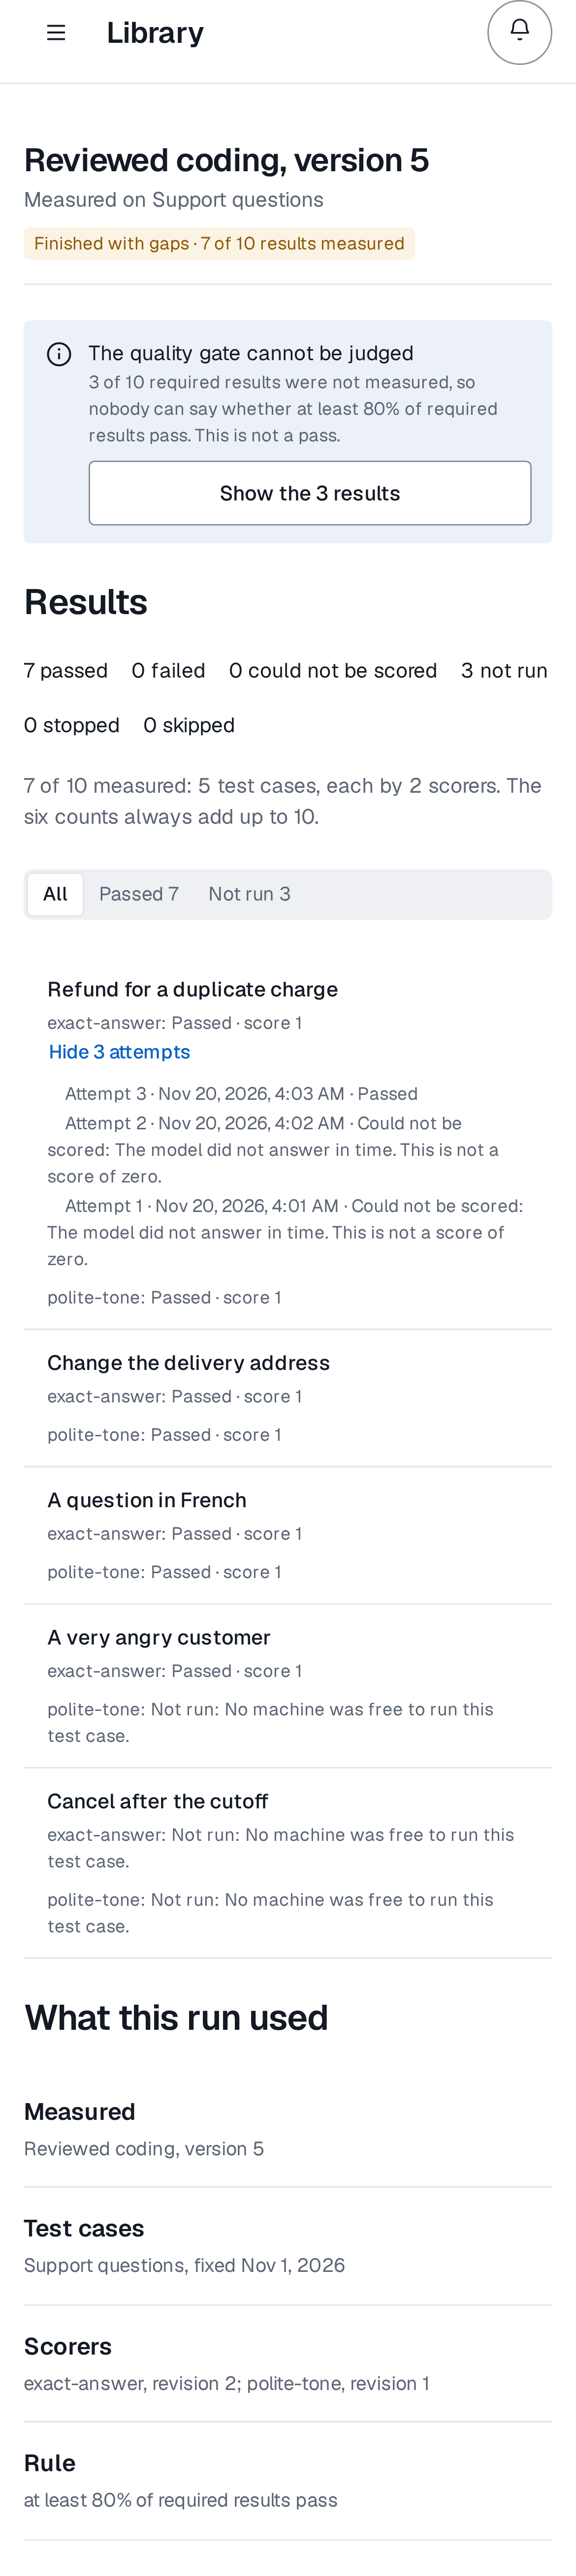 Library
Reviewed coding, version 5
Measured on Support questions
Finished with gaps · 7 of 10 results measured
The quality gate cannot be judged
3 of 10 required results were not measured, so
nobody can say whether at least 80% of required
results pass. This is not a pass.
Show the 3 results
Results
7 passed 0 failed 0 could not be scored 3 not run
0 stopped 0 skipped
7 of 10 measured: 5 test cases, each by 2 scorers. The
six counts always add up to 10.
All Passed 7 Not run 3
Refund for a duplicate charge
exact-answer: Passed · score 1
Hide 3 attempts
Attempt 3 · Nov 20, 2026, 4:03 AM · Passed
Attempt 2 · Nov 20, 2026, 4:02 AM · Could not be
scored: The model did not answer in time. This is not a
score of zero.
Attempt 1 · Nov 20, 2026, 4:01 AM · Could not be scored:
The model did not answer in time. This is not a score of
zero.
polite-tone: Passed · score 1
Change the delivery address
exact-answer: Passed · score 1
polite-tone: Passed · score 1
A question in French
exact-answer: Passed · score 1
polite-tone: Passed · score 1
A very angry customer
exact-answer: Passed · score 1
polite-tone: Not run: No machine was free to run this
test case.
Cancel after the cutoff
exact-answer: Not run: No machine was free to run this
test case.
polite-tone: Not run: No machine was free to run this
test case.
What this run used
Measured
Reviewed coding, version 5
Test cases
Support questions, fixed Nov 1, 2026
Scorers
exact-answer, revision 2; polite-tone, revision 1
Rule
at least 80% of required results pass